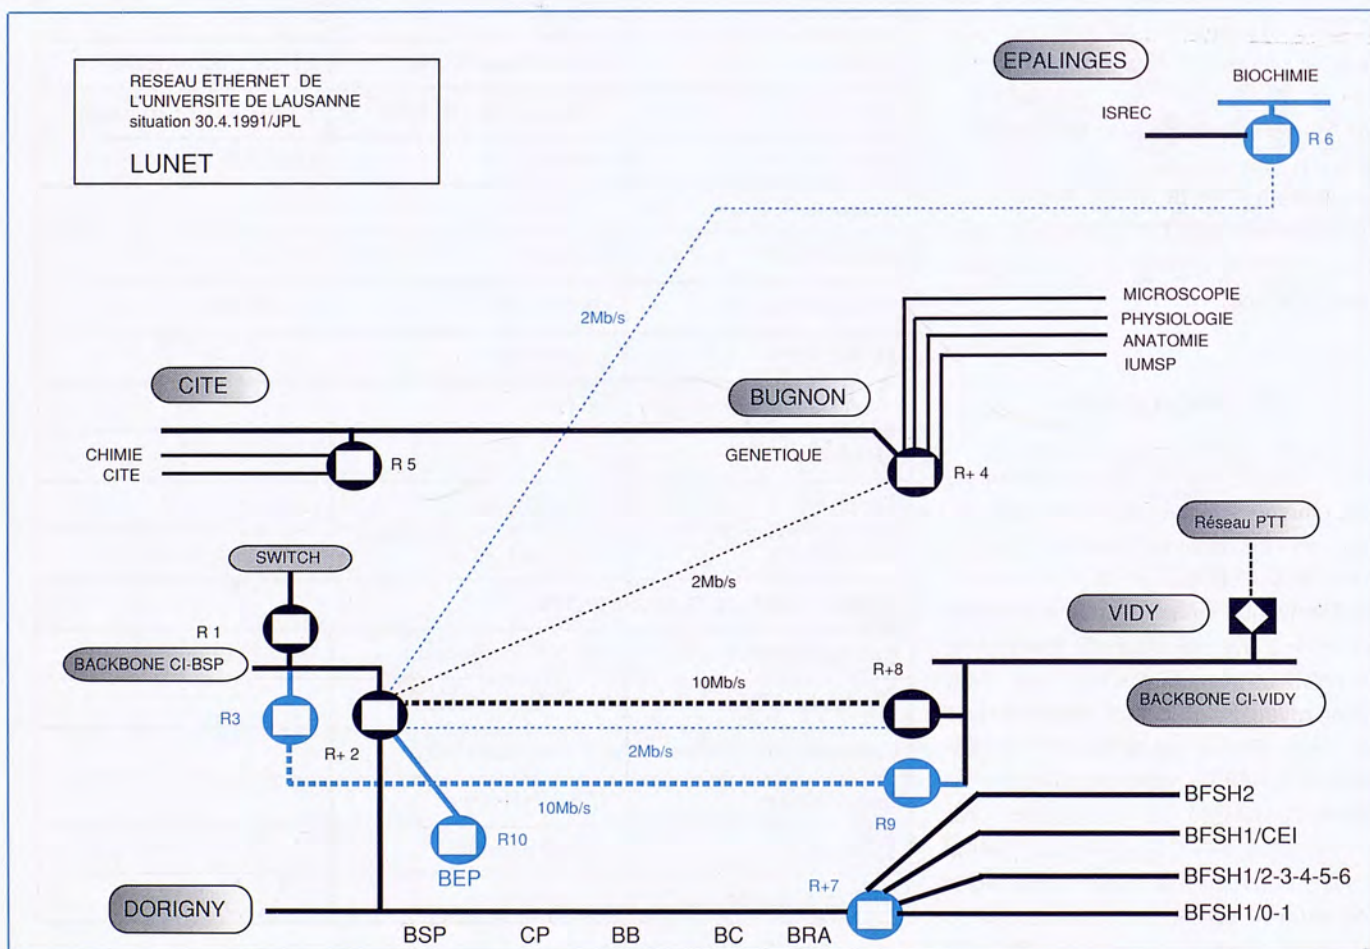 RESEAU ETHERNET DE
L'UNIVERSITE DE LAUSANNE
situation 30.4.1991/JPL
LUNET
EPALINGES
BIOCHIMIE
ISREC
R 6
2Mb/s
MICROSCOPIE
PHYSIOLOGIE
ANATOMIE
IUMSP
CITE
BUGNON
CHIMIE
CITE
R 5
GENETIQUE
R+ 4
Réseau PTT
SWITCH
2Mb/s
VIDY
R 1
BACKBONE CI-BSP
R+8
10Mb/s
BACKBONE CI-VIDY
R3
R+ 2
2Mb/s
10Mb/s
R9
BFSH2
R10
BFSH1/CEI
BEP
R+7
BFSH1/2-3-4-5-6
DORIGNY
BFSH1/0-1
BSP CP BB BC BRA